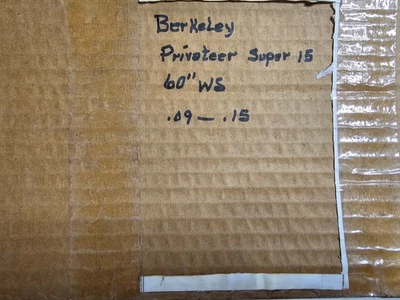 Berkeley
Privateer Super 15
60" WS
.09 — .15